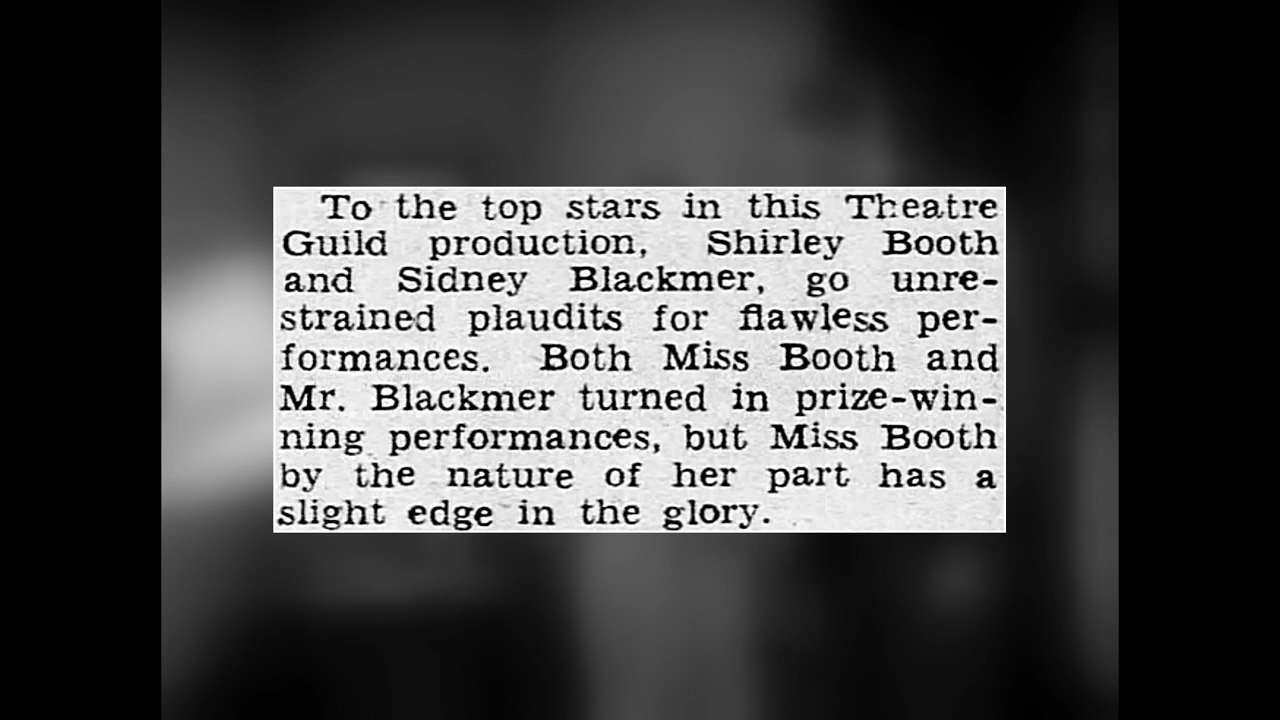 To the top stars in this Theatre
Guild production, Shirley Booth
and Sidney Blackmer, go unre-
strained plaudits for flawless per-
formances. Both Miss Booth and
Mr. Blackmer turned in prize-win-
ning performances, but Miss Booth
by the nature of her part has a
slight edge in the glory.